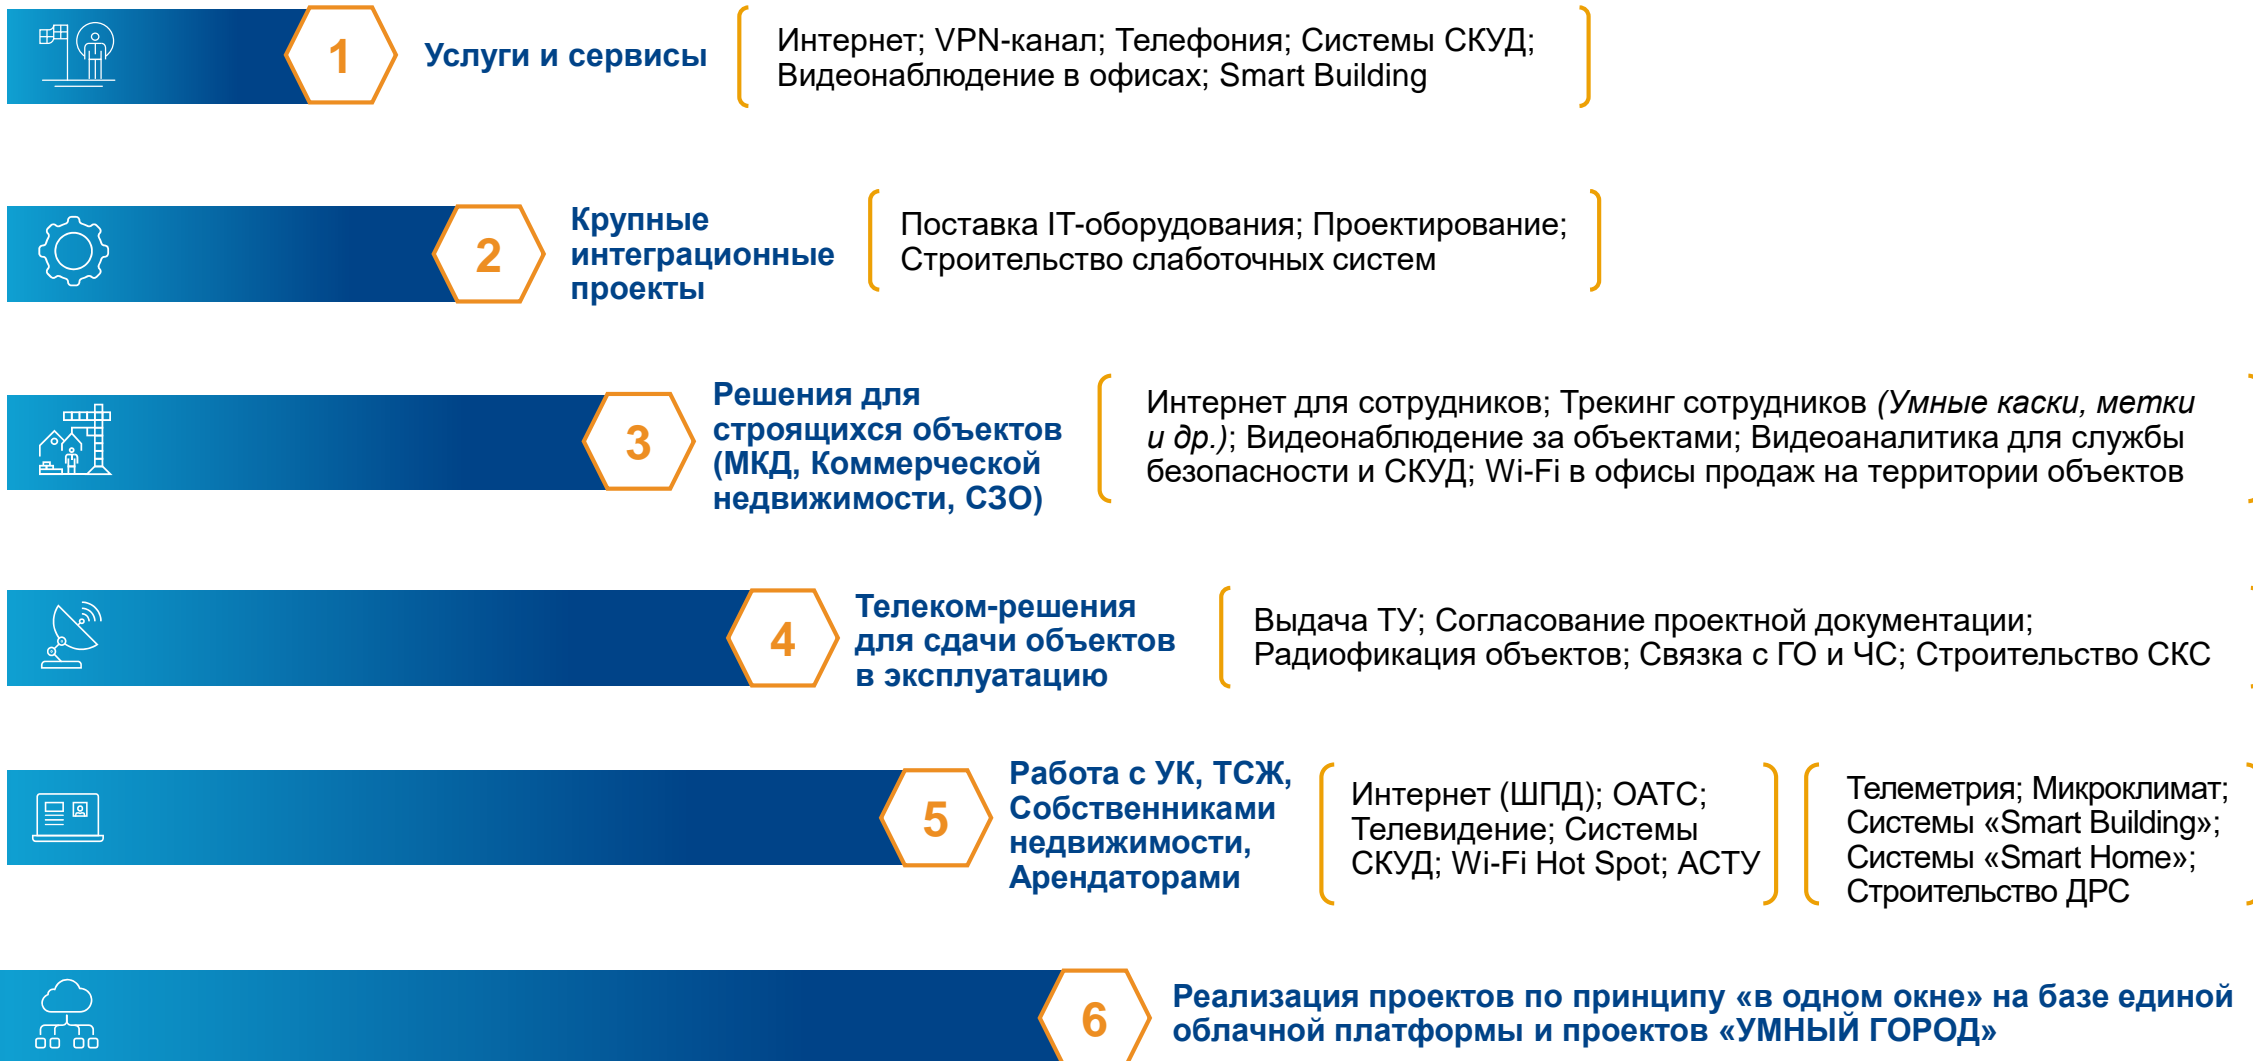 1
Услуги и сервисы
Интернет; VPN-канал; Телефония; Системы СКУД;
Видеонаблюдение в офисах; Smart Building
2
Крупные
интеграционные
проекты
Поставка IT-оборудования; Проектирование;
Строительство слаботочных систем
3
Решения для
строящихся объектов
(МКД, Коммерческой
недвижимости, СЗО)
Интернет для сотрудников; Трекинг сотрудников (Умные каски, метки
и др.); Видеонаблюдение за объектами; Видеоаналитика для службы
безопасности и СКУД; Wi-Fi в офисы продаж на территории объектов
4
Телеком-решения
для сдачи объектов
в эксплуатацию
Выдача ТУ; Согласование проектной документации;
Радиофикация объектов; Связка с ГО и ЧС; Строительство СКС
5
Работа с УК, ТСЖ,
Собственниками
недвижимости,
Арендаторами
Интернет (ШПД); ОАТС;
Телевидение; Системы
СКУД; Wi-Fi Hot Spot; АСТУ
Телеметрия; Микроклимат;
Системы «Smart Building»;
Системы «Smart Home»;
Строительство ДРС
6
Реализация проектов по принципу «в одном окне» на базе единой
облачной платформы и проектов «УМНЫЙ ГОРОД»